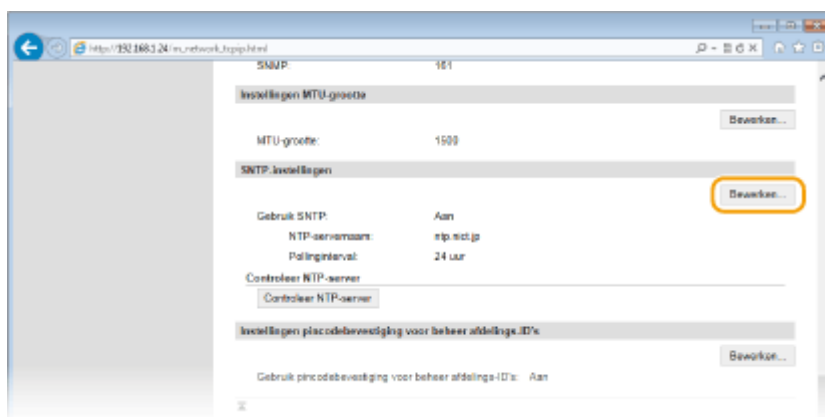 http://192.168.1.24/m_network_tcpip.html
SNMP: 161
Instellingen MTU-grootte
Bewerken...
MTU-grootte: 1500
SNTP-instellingen
Bewerken...
Gebruik SNTP: Aan
NTP-servernaam: ntp.nict.jp
Pollinginterval: 24 uur
Controleer NTP-server
Controleer NTP-server
Instellingen pincodebevestiging voor beheer afdelings-ID's
Bewerken...
Gebruik pincodebevestiging voor beheer afdelings-ID's: Aan